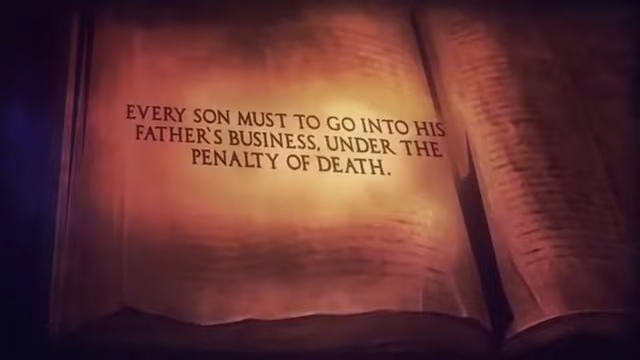 EVERY SON MUST TO GO INTO HIS
FATHER'S BUSINESS, UNDER THE
PENALTY OF DEATH.